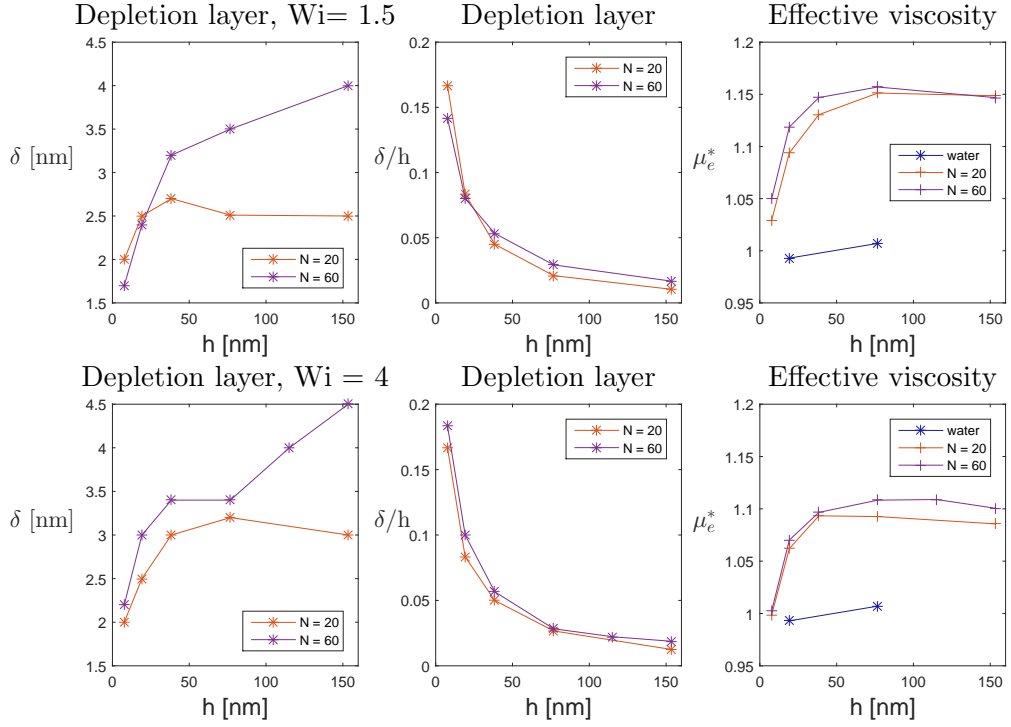 Depletion layer, Wi= 1.5
4.5
4
3.5
3
2.5
2
1.5
δ [nm]
0 50 100 150
h [nm]
N = 20
N = 60
Depletion layer
0.2
0.15
0.1
0.05
0
δ/h
0 50 100 150
h [nm]
N = 20
N = 60
Effective viscosity
1.2
1.15
1.1
1.05
1
0.95
μ*e
0 50 100 150
h [nm]
water
N = 20
N = 60
Depletion layer, Wi = 4
4.5
4
3.5
3
2.5
2
1.5
δ [nm]
0 50 100 150
h [nm]
N = 20
N = 60
Depletion layer
0.2
0.15
0.1
0.05
0
δ/h
0 50 100 150
h [nm]
N = 20
N = 60
Effective viscosity
1.2
1.15
1.1
1.05
1
0.95
μ*e
0 50 100 150
h [nm]
water
N = 20
N = 60